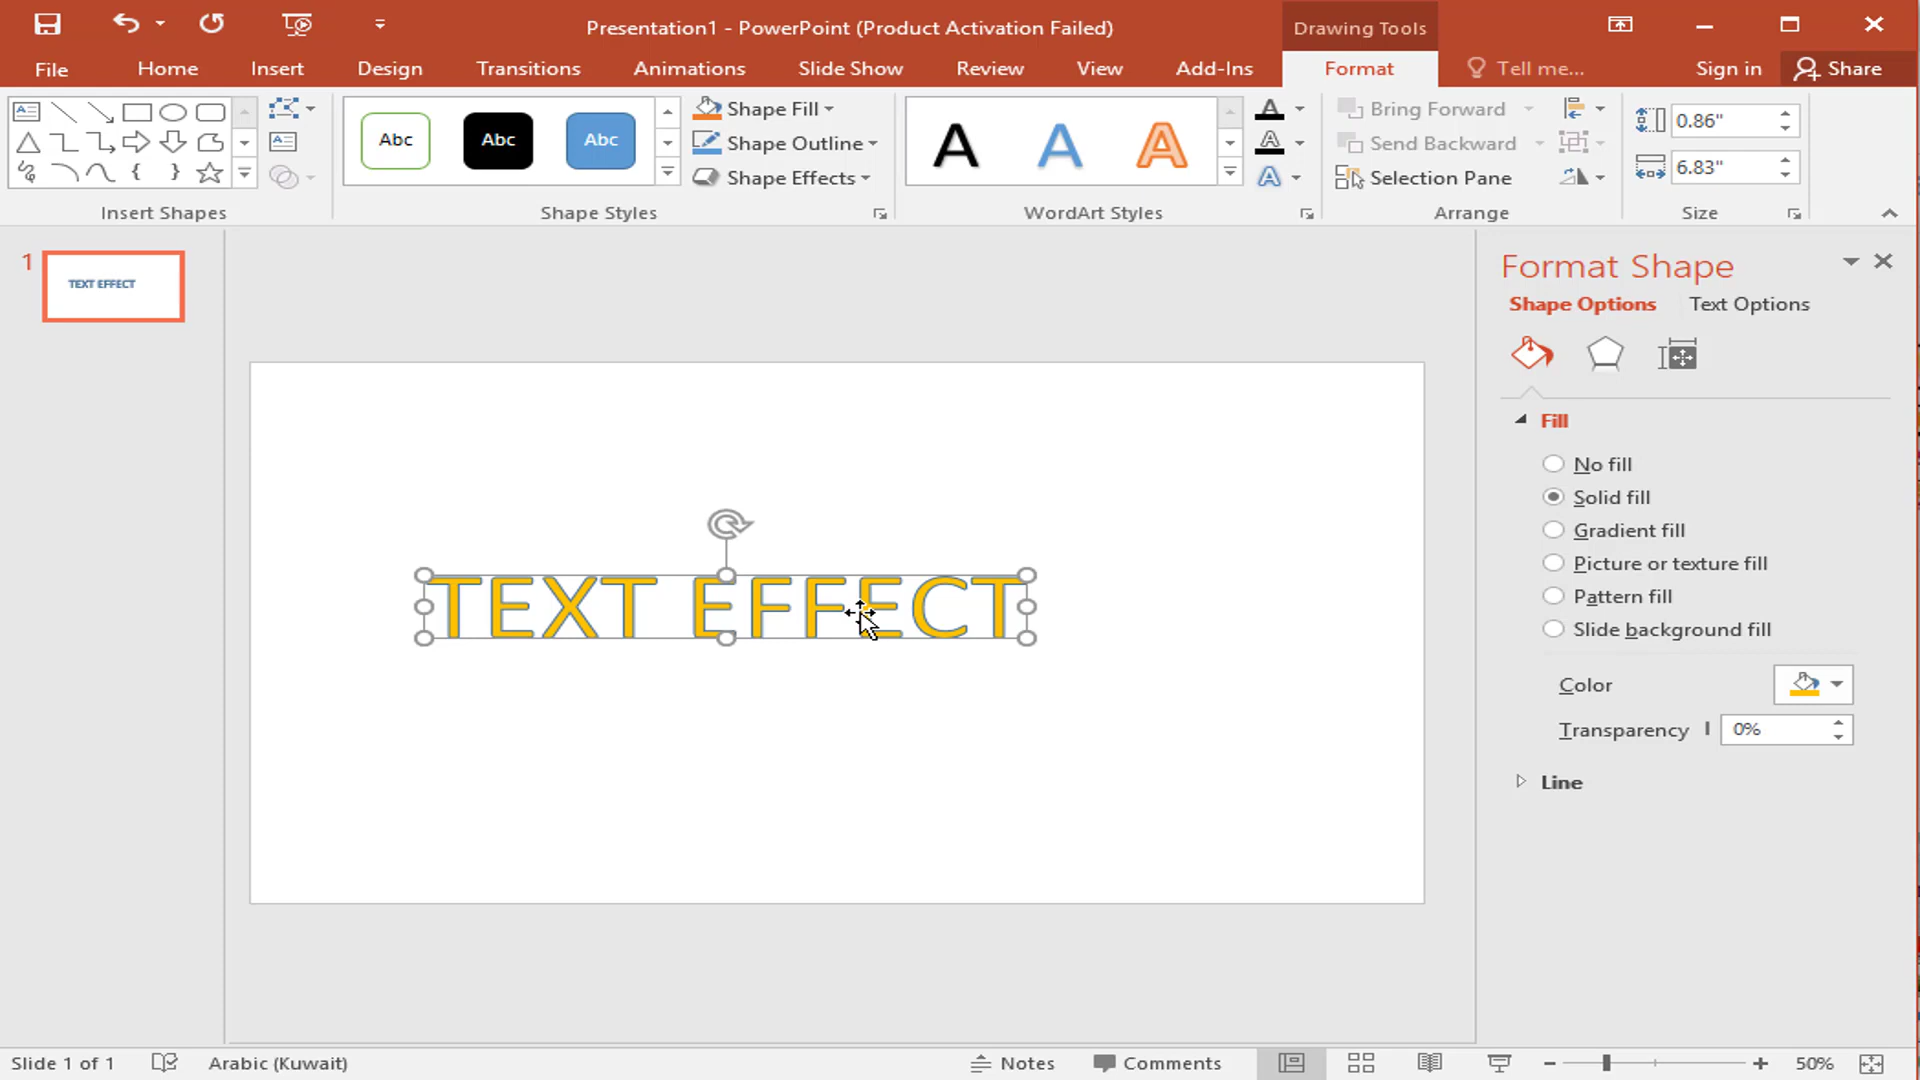 Presentation1 - PowerPoint (Product Activation Failed)
Drawing Tools
File Home Insert Design Transitions Animations Slide Show Review View Add-Ins Format Tell me... Sign in Share
Abc Abc Abc
Shape Fill
Shape Outline
Shape Effects
A A A
Bring Forward
Send Backward
Selection Pane
0.86"
6.83"
Insert Shapes Shape Styles WordArt Styles Arrange Size
1
TEXT EFFECT
TEXT EFFECT
Format Shape
Shape Options Text Options
Fill
No fill
Solid fill
Gradient fill
Picture or texture fill
Pattern fill
Slide background fill
Color
Transparency 0%
Line
Slide 1 of 1 Arabic (Kuwait) Notes Comments 50%